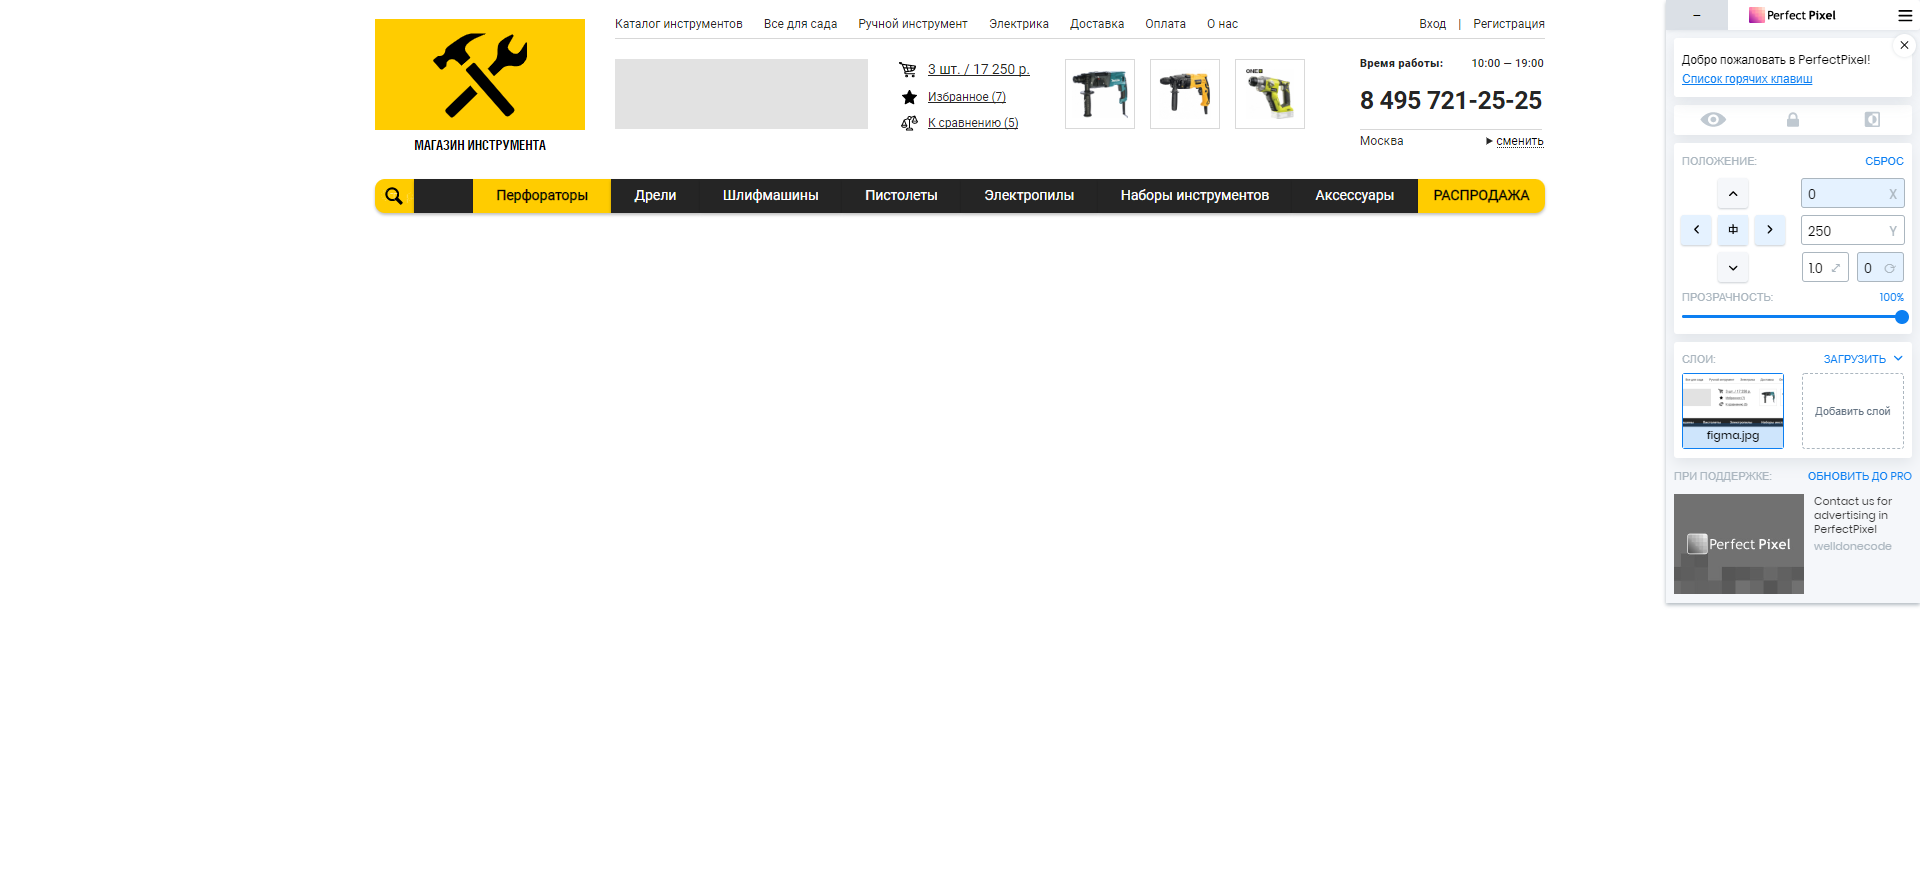 Каталог инструментов Все для сада Ручной инструмент Электрика Доставка Оплата О нас Вход | Регистрация
МАГАЗИН ИНСТРУМЕНТА
3 шт. / 17 250 р.
Избранное (7)
К сравнению (5)
ONE+
Время работы: 10:00 — 19:00
8 495 721-25-25
Москва сменить
Перфораторы Дрели Шлифмашины Пистолеты Электропилы Наборы инструментов Аксессуары РАСПРОДАЖА
Perfect Pixel
Добро пожаловать в PerfectPixel!
Список горячих клавиш
ПОЛОЖЕНИЕ: СБРОС
0 X
250 Y
1.0 0
ПРОЗРАЧНОСТЬ: 100%
СЛОИ: ЗАГРУЗИТЬ
figma.jpg
Добавить слой
ПРИ ПОДДЕРЖКЕ: ОБНОВИТЬ ДО PRO
Perfect Pixel
Contact us for
advertising in
PerfectPixel
welldonecode